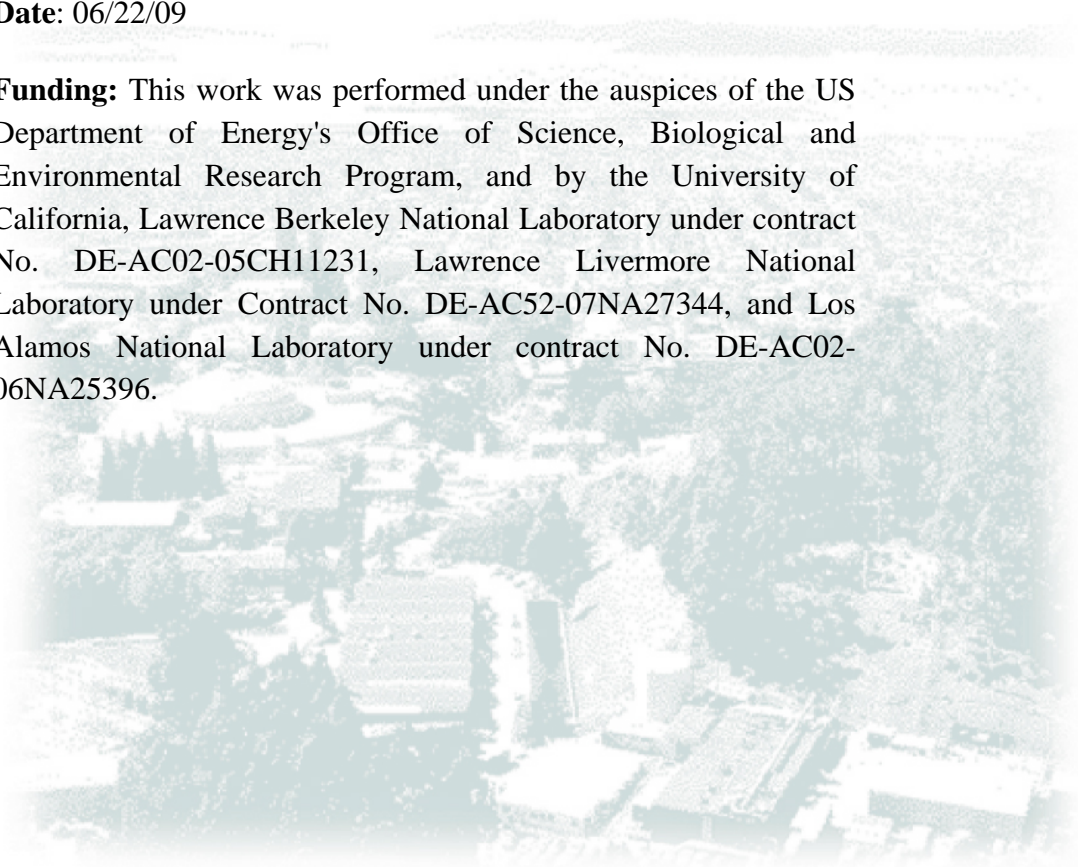 Date: 06/22/09
Funding: This work was performed under the auspices of the US
Department of Energy's Office of Science, Biological and
Environmental Research Program, and by the University of
California, Lawrence Berkeley National Laboratory under contract
No. DE-AC02-05CH11231, Lawrence Livermore National
Laboratory under Contract No. DE-AC52-07NA27344, and Los
Alamos National Laboratory under contract No. DE-AC02-
06NA25396.